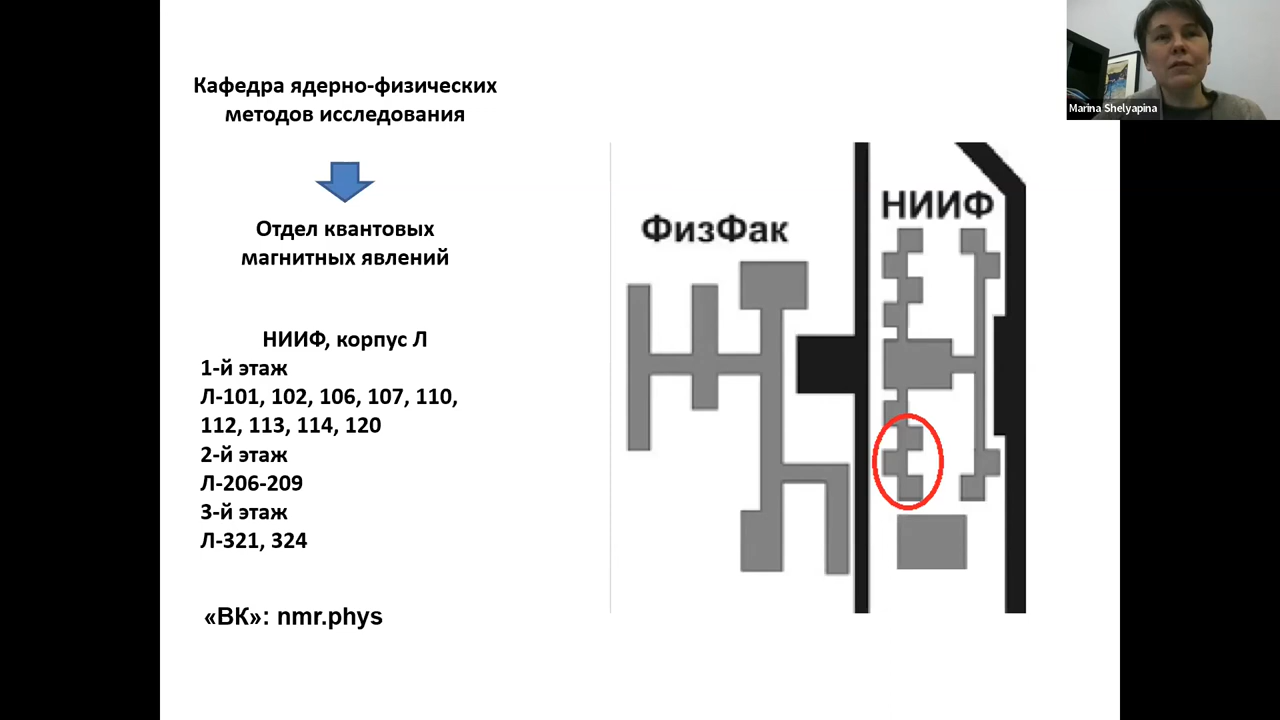 Кафедра ядерно-физических
методов исследования
Отдел квантовых
магнитных явлений
НИИФ, корпус Л
1-й этаж
Л-101, 102, 106, 107, 110,
112, 113, 114, 120
2-й этаж
Л-206-209
3-й этаж
Л-321, 324
«ВК»: nmr.phys
ФизФак
НИИФ
Marina Shelyapina